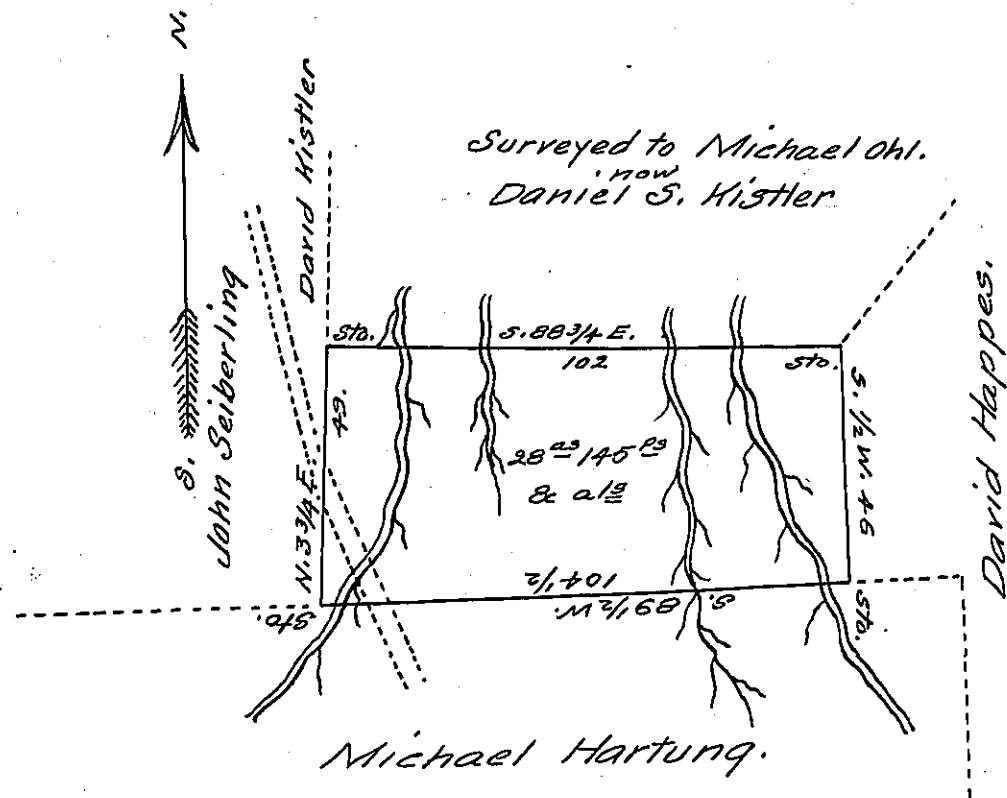 N.
S.
David Kistler
Surveyed to Michael Ohl.
now
Daniel S. Kistler
John Seiberling
David Happes.
Sto.
S. 88 3/4 E.
102
Sto.
N. 3 3/4 E.
49.
28 as 145 ps
& als
S. 1/2 W. 46
Sto.
S. 89 1/2 W.
104 1/2
Sto.
Michael Hartung.